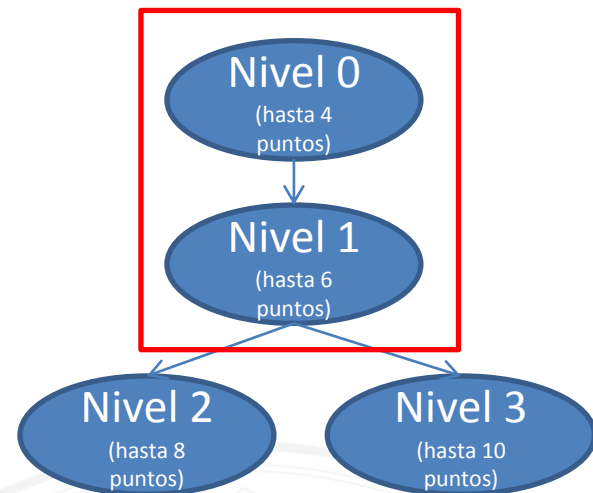 Nivel 0
(hasta 4
puntos)
Nivel 1
(hasta 6
puntos)
Nivel 2
(hasta 8
puntos)
Nivel 3
(hasta 10
puntos)